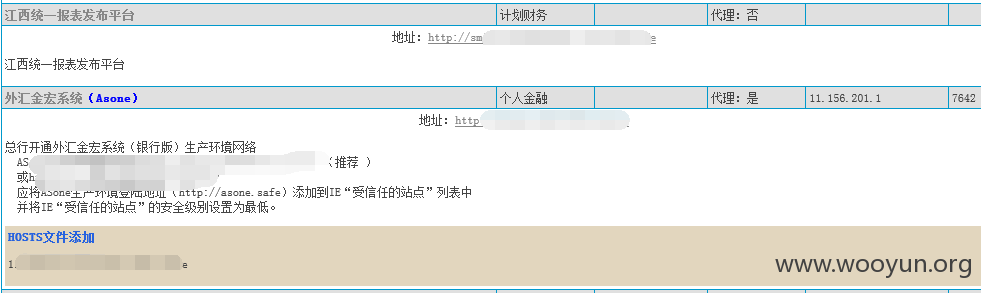 江西统一报表发布平台 计划财务 代理：否
地址：http://sm e
江西统一报表发布平台
外汇金宏系统（Asone） 个人金融 代理：是 11.156.201.1 7642
地址：http
总行开通外汇金宏系统（银行版）生产环境网络
AS （推荐 ）
或h
应将Asone生产环境登陆地址（http://asone.safe）添加到IE“受信任的站点”列表中
并将IE“受信任的站点”的安全级别设置为最低。
HOSTS文件添加
1. e
www.wooyun.org